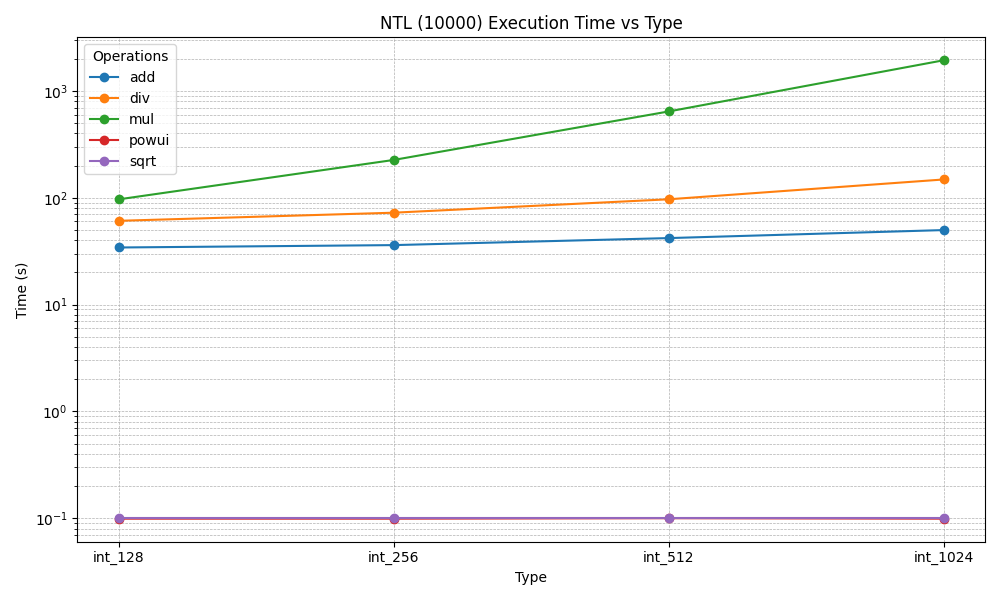 NTL (10000) Execution Time vs Type
Operations
add
div
mul
powui
sqrt
Time (s)
10³
10²
10¹
10⁰
10⁻¹
int_128
int_256
int_512
int_1024
Type